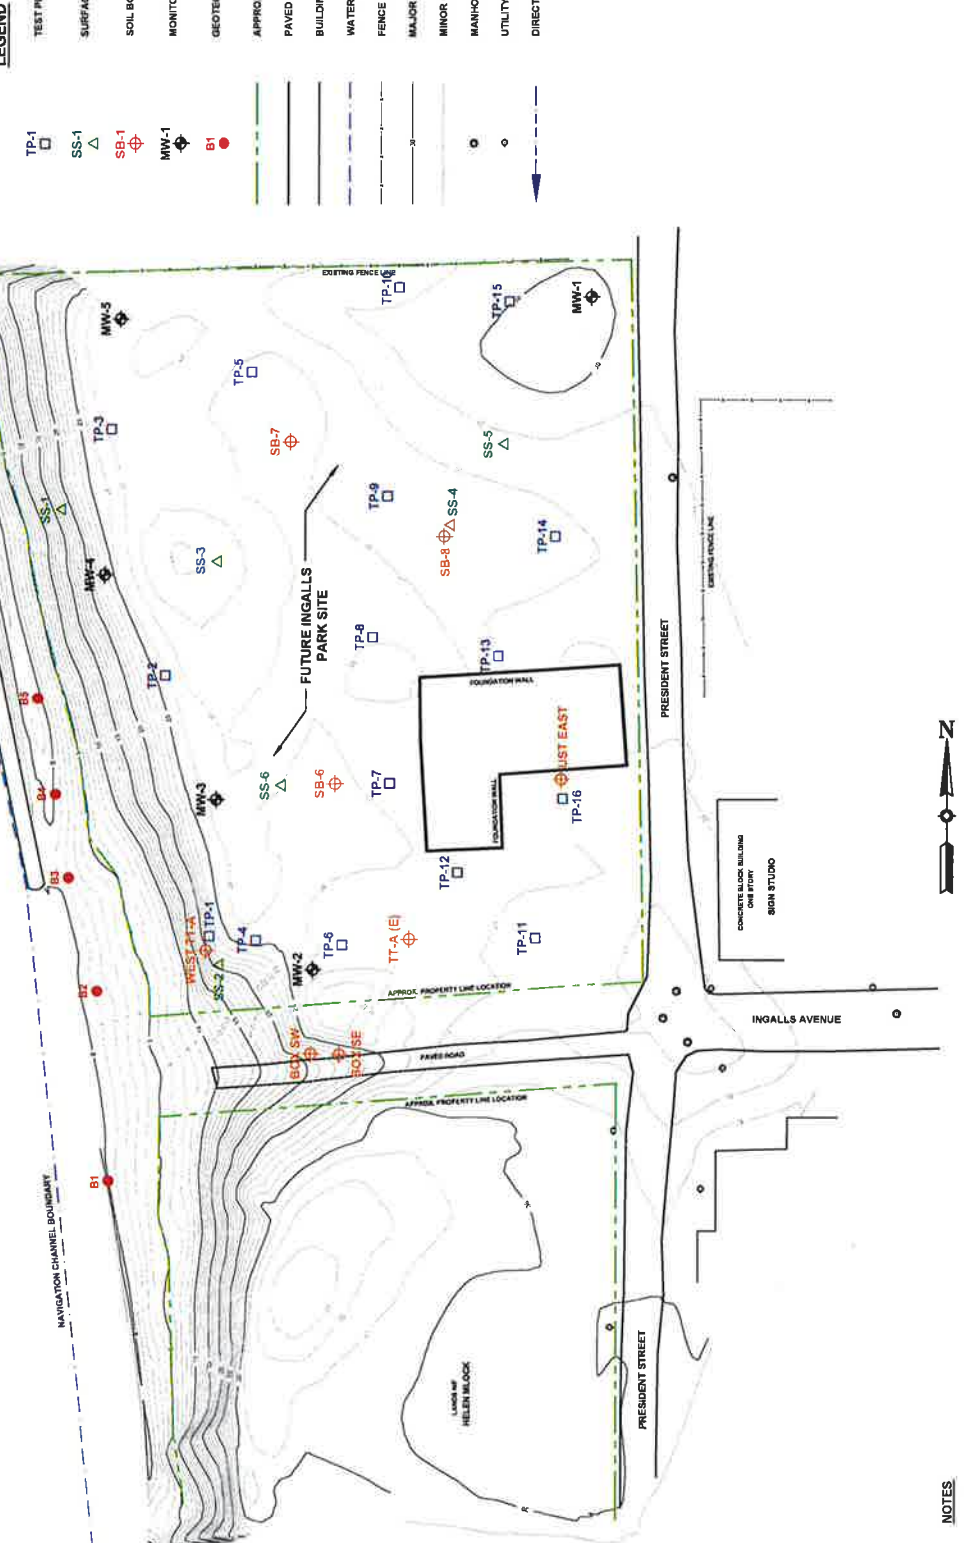 LEGEND
TP-1
TEST P
SS-1
SURFA
SB-1
SOIL BO
MW-1
MONITO
B1
GEOTE
APPRO
PAVED
BUILDIN
WATER
FENCE
MAJOR
MINOR
MANHO
UTILITY
DIRECT
EXISTING FENCE LINE
MW-5
TP-10
TP-15
MW-1
TP-3
TP-5
SB-7
SS-5
SS-1
TP-9
SS-4
SB-8
TP-14
MW-4
SS-3
FUTURE INGALLS
PARK SITE
TP-8
TP-13
TP-2
B5
FOUNDATION WALL
UST EAST
TP-16
B4
MW-3
SS-6
SB-6
TP-7
FOUNDATION WALL
TP-12
B3
WEST TT-A
TP-1
SS-2
TP-4
TP-6
TT-A (E)
TP-11
MW-2
B2
APPROX. PROPERTY LINE LOCATION
BOX SW
BOX SE
PAVED ROAD
APPROX. PROPERTY LINE LOCATION
B1
NAVIGATION CHANNEL BOUNDARY
PRESIDENT STREET
EXISTING FENCE LINE
CONCRETE BLOCK BUILDING
ONE STORY
SIGN STUDIO
INGALLS AVENUE
LANDS N/F
HELEN MLOCK
PRESIDENT STREET
N
NOTES